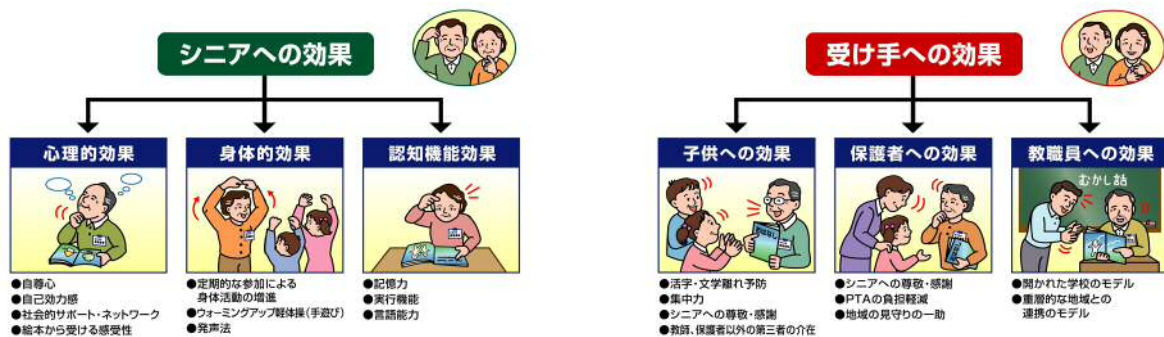 シニアへの効果
心理的効果
●自尊心
●自己効力感
●社会的サポート・ネットワーク
●絵本から受ける感受性
身体的効果
●定期的な参加による
身体活動の増進
●ウォーミングアップ軽体操(手遊び)
●発声法
認知機能効果
●記憶力
●実行機能
●言語能力
受け手への効果
子供への効果
●活字・文学離れ予防
●集中力
●シニアへの尊敬・感謝
●教師、保護者以外の第三者の介在
保護者への効果
●シニアへの尊敬・感謝
●PTAの負担軽減
●地域の見守りの一助
教職員への効果
むかし話
●開かれた学校のモデル
●重層的な地域との
連携のモデル